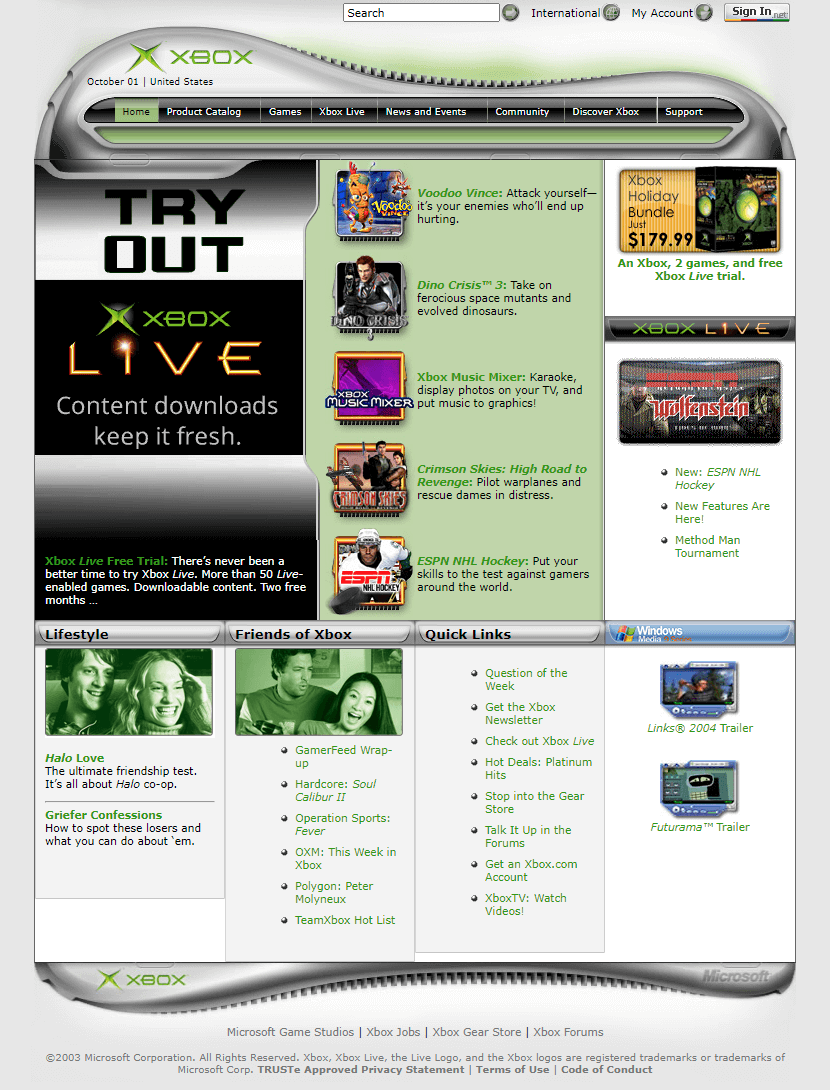 Search
International
My Account
Sign In .net
XBOX
October 01 | United States
Home
Product Catalog
Games
Xbox Live
News and Events
Community
Discover Xbox
Support
TRY
OUT
XBOX
LIVE
Content downloads
keep it fresh.
Xbox Live Free Trial: There’s never been a
better time to try Xbox Live. More than 50 Live-
enabled games. Downloadable content. Two free
months ...
Voodoo
Vince
Voodoo Vince: Attack yourself—
it’s your enemies who’ll end up
hurting.
DINO CRISIS
3
Dino Crisis™ 3: Take on
ferocious space mutants and
evolved dinosaurs.
XBOX
MUSIC MIXER
Xbox Music Mixer: Karaoke,
display photos on your TV, and
put music to graphics!
CRIMSON SKIES
Crimson Skies: High Road to
Revenge: Pilot warplanes and
rescue dames in distress.
ESPN
NHL HOCKEY
ESPN NHL Hockey: Put your
skills to the test against gamers
around the world.
Xbox
Holiday
Bundle
Just
$179.99
An Xbox, 2 games, and free
Xbox Live trial.
XBOX LIVE
Wolfenstein
New: ESPN NHL
Hockey
New Features Are
Here!
Method Man
Tournament
Lifestyle
Halo Love
The ultimate friendship test.
It’s all about Halo co-op.
Griefer Confessions
How to spot these losers and
what you can do about ‘em.
Friends of Xbox
GamerFeed Wrap-
up
Hardcore: Soul
Calibur II
Operation Sports:
Fever
OXM: This Week in
Xbox
Polygon: Peter
Molyneux
TeamXbox Hot List
Quick Links
Question of the
Week
Get the Xbox
Newsletter
Check out Xbox Live
Hot Deals: Platinum
Hits
Stop into the Gear
Store
Talk It Up in the
Forums
Get an Xbox.com
Account
XboxTV: Watch
Videos!
Windows
Media
Links® 2004 Trailer
Futurama™ Trailer
XBOX
Microsoft
Microsoft Game Studios | Xbox Jobs | Xbox Gear Store | Xbox Forums
©2003 Microsoft Corporation. All Rights Reserved. Xbox, Xbox Live, the Live Logo, and the Xbox logos are registered trademarks or trademarks of
Microsoft Corp. TRUSTe Approved Privacy Statement | Terms of Use | Code of Conduct